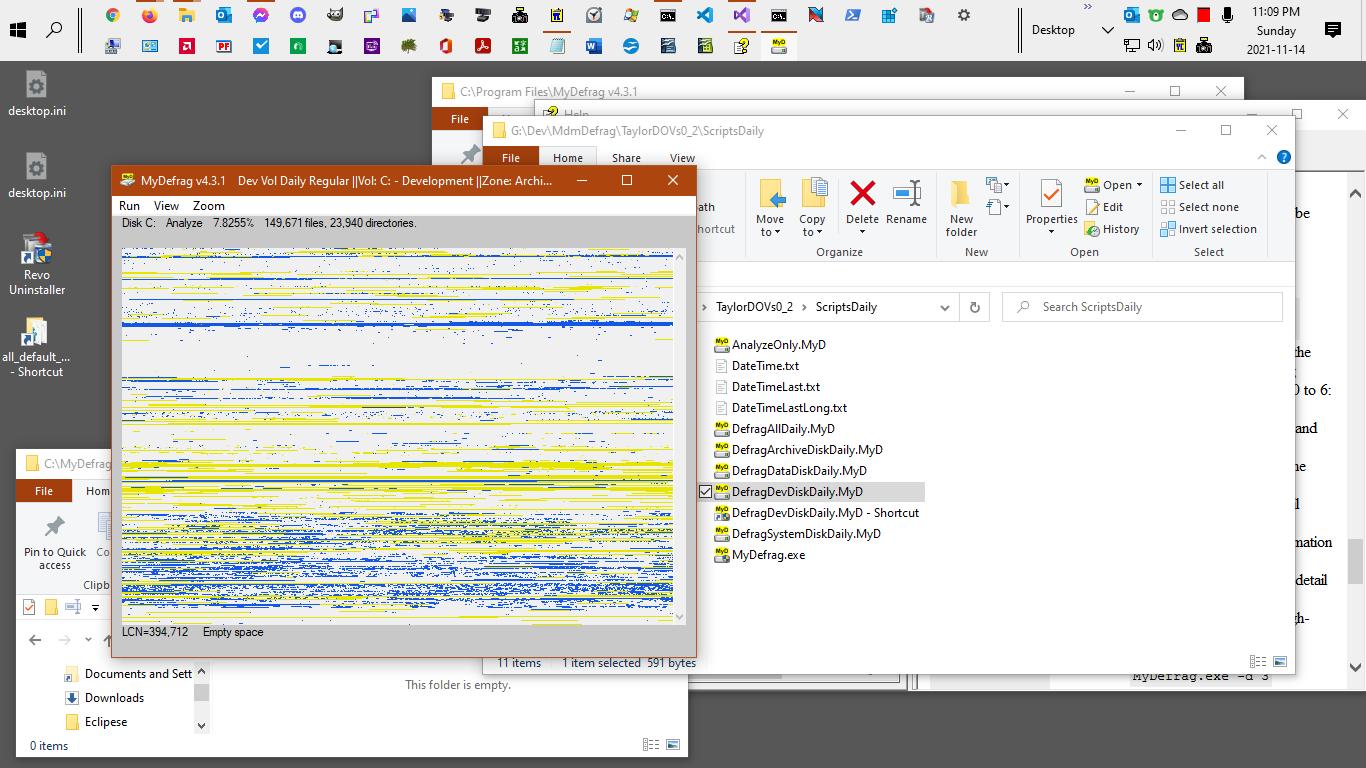 11:09 PM
Sunday
2021-11-14
Desktop
desktop.ini
desktop.ini
Revo
Uninstaller
all_default_...
- Shortcut
C:\Program Files\MyDefrag v4.3.1
File
Help
G:\Dev\MdmDefrag\TaylorDOVs0_2\ScriptsDaily
File Home Share View
Move
to
Copy
to
Delete
Rename
New
folder
Properties
Open
Edit
History
Select all
Select none
Invert selection
Organize
New
Open
Select
TaylorDOVs0_2 > ScriptsDaily
Search ScriptsDaily
AnalyzeOnly.MyD
DateTime.txt
DateTimeLast.txt
DateTimeLastLong.txt
DefragAllDaily.MyD
DefragArchiveDiskDaily.MyD
DefragDataDiskDaily.MyD
DefragDevDiskDaily.MyD
DefragDevDiskDaily.MyD - Shortcut
DefragSystemDiskDaily.MyD
MyDefrag.exe
11 items 1 item selected 591 bytes
MyDefrag v4.3.1 Dev Vol Daily Regular ||Vol: C: - Development ||Zone: Archi...
Run View Zoom
Disk C: Analyze 7.8255% 149,671 files, 23,940 directories.
LCN=394,712 Empty space
be
the
0 to 6:
and
detail
MyDefrag.exe -d 3
C:\MyDefrag
File Hom
Pin to Quick
access
Clipb
Documents and Sett
Downloads
Eclipese
This folder is empty.
0 items